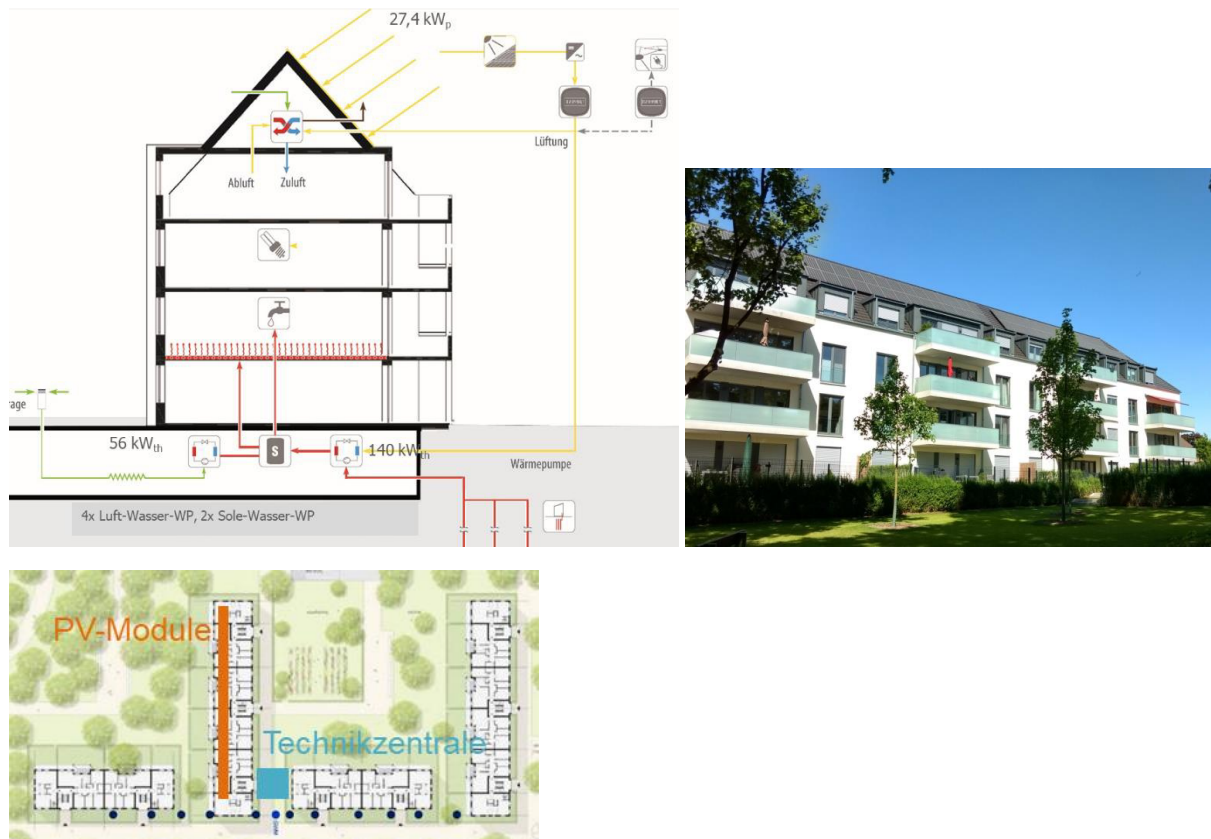 27,4 kWp
Lüftung
Abluft
Zuluft
56 kWth
S
140 kWth
Wärmepumpe
4x Luft-Wasser-WP, 2x Sole-Wasser-WP
PV-Module
Technikzentrale